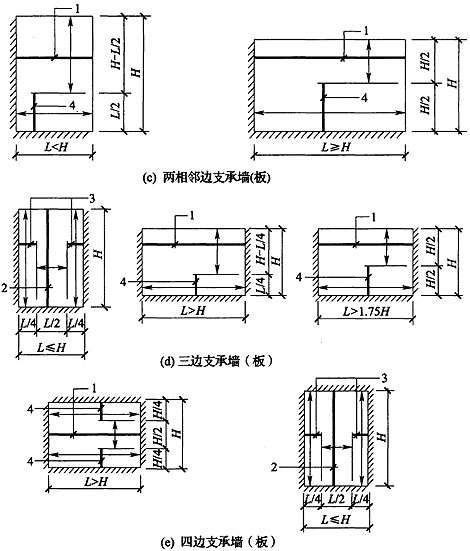 1
H-L/2
H
4
L/2
L<H
1
H/2
H
4
H/2
L≥H
(c) 两相邻边支承墙(板)
3
H
2
L/4 L/2 L/4
L≤H
1
H-L/4
H
4
L/4
L>H
1
H/2
H
4
H/2
L>1.75H
(d) 三边支承墙（板）
1
4
H/4
H/2
H
4
H/4
L>H
3
H
2
L/4 L/2 L/4
L≤H
(e) 四边支承墙（板）